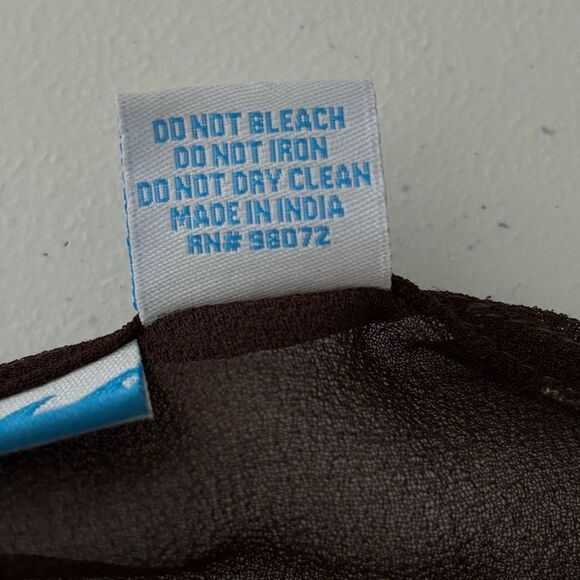 DO NOT BLEACH
DO NOT IRON
DO NOT DRY CLEAN
MADE IN INDIA
RN# 98072